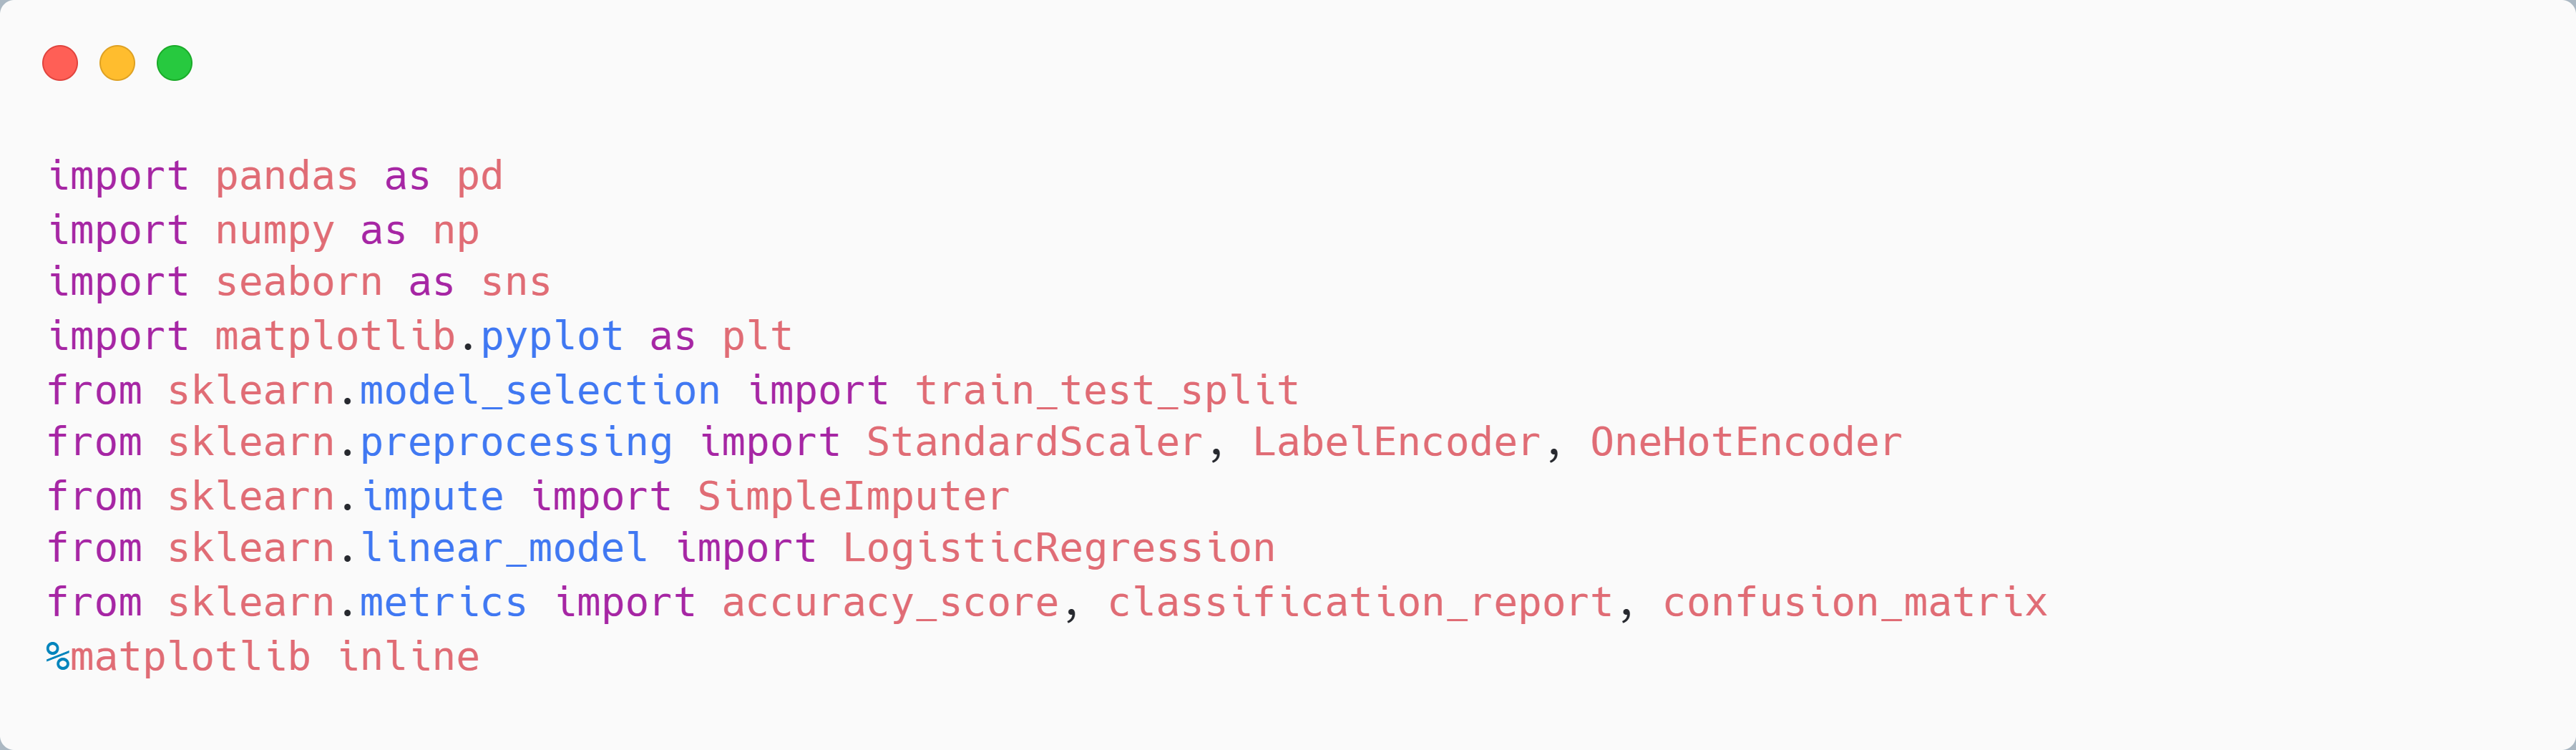 import pandas as pd
import numpy as np
import seaborn as sns
import matplotlib.pyplot as plt
from sklearn.model_selection import train_test_split
from sklearn.preprocessing import StandardScaler, LabelEncoder, OneHotEncoder
from sklearn.impute import SimpleImputer
from sklearn.linear_model import LogisticRegression
from sklearn.metrics import accuracy_score, classification_report, confusion_matrix
%matplotlib inline